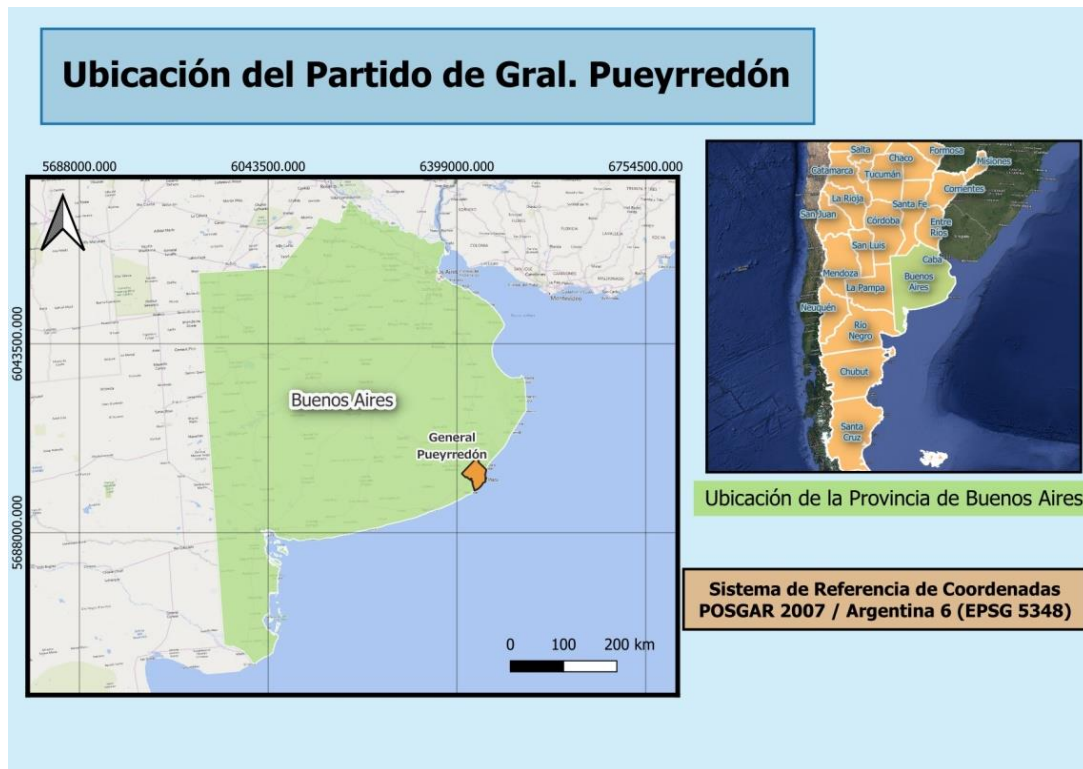 Ubicación del Partido de Gral. Pueyrredón
5688000.000 6043500.000 6399000.000 6754500.000
6043500.000
5688000.000
Buenos Aires
General
Pueyrredón
0 100 200 km
Salta
Formosa
Chaco
Misiones
Catamarca
Tucumán
Corrientes
La Rioja
Santa Fe
San Juan
Córdoba
Entre
Ríos
San Luis
Caba
Mendoza
Buenos
Aires
La Pampa
Neuquén
Río
Negro
Chubut
Santa
Cruz
Ubicación de la Provincia de Buenos Aires
Sistema de Referencia de Coordenadas
POSGAR 2007 / Argentina 6 (EPSG 5348)